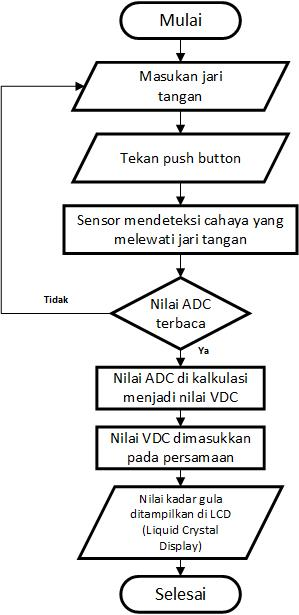 Mulai
Masukan jari
tangan
Tekan push button
Sensor mendeteksi cahaya yang
melewati jari tangan
Tidak
Nilai ADC
terbaca
Ya
Nilai ADC di kalkulasi
menjadi nilai VDC
Nilai VDC dimasukkan
pada persamaan
Nilai kadar gula
ditampilkan di LCD
(Liquid Crystal
Display)
Selesai